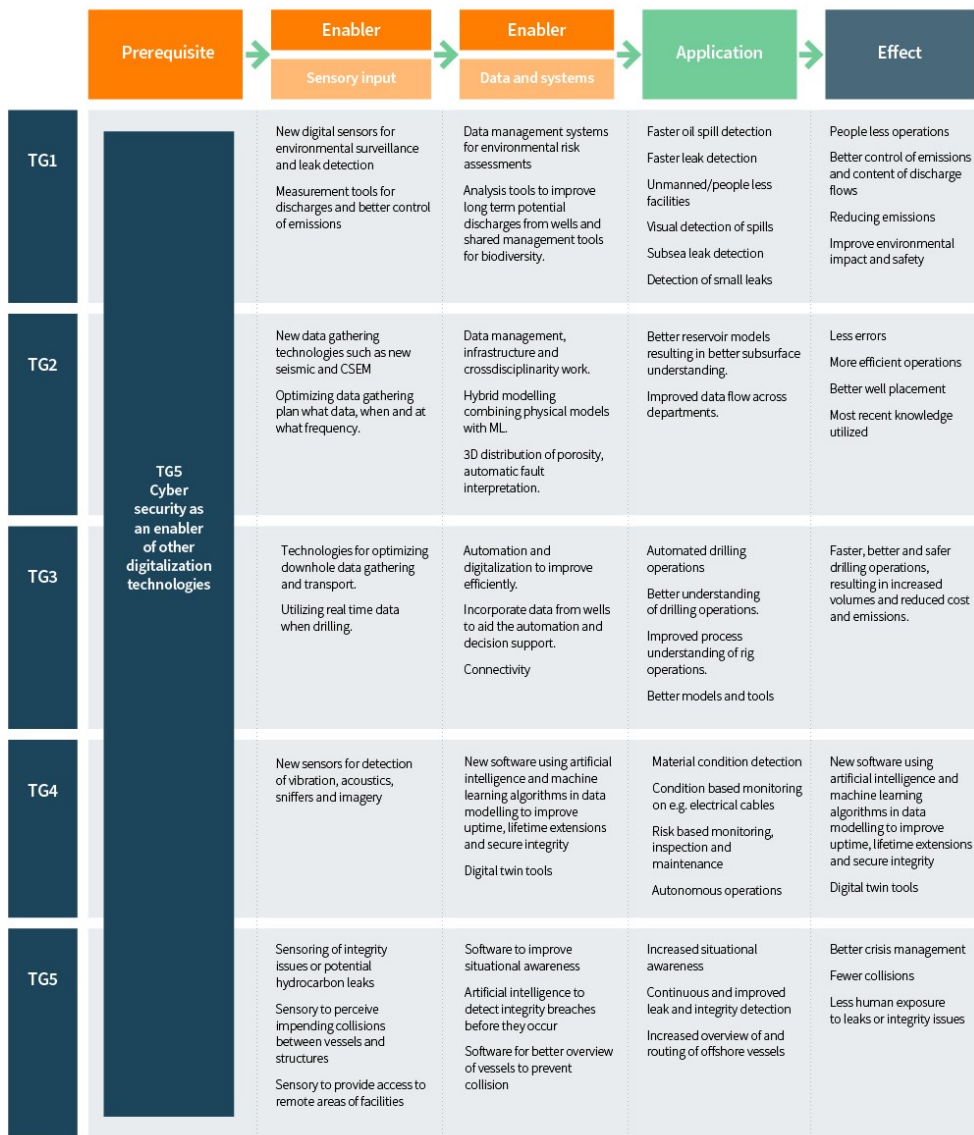 Prerequisite
Enabler
Sensory input
Enabler
Data and systems
Application
Effect
TG5
Cyber
security as
an enabler
of other
digitalization
technologies
TG1
New digital sensors for
environmental surveillance
and leak detection
Measurement tools for
discharges and better control
of emissions
Data management systems
for environmental risk
assessments
Analysis tools to improve
long term potential
discharges from wells and
shared management tools
for biodiversity.
Faster oil spill detection
Faster leak detection
Unmanned/people less
facilities
Visual detection of spills
Subsea leak detection
Detection of small leaks
People less operations
Better control of emissions
and content of discharge
flows
Reducing emissions
Improve environmental
impact and safety
TG2
New data gathering
technologies such as new
seismic and CSEM
Optimizing data gathering
plan what data, when and at
what frequency.
Data management,
infrastructure and
crossdisciplinarity work.
Hybrid modelling
combining physical models
with ML.
3D distribution of porosity,
automatic fault
interpretation.
Better reservoir models
resulting in better subsurface
understanding.
Improved data flow across
departments.
Less errors
More efficient operations
Better well placement
Most recent knowledge
utilized
TG3
Technologies for optimizing
downhole data gathering
and transport.
Utilizing real time data
when drilling.
Automation and
digitalization to improve
efficiently.
Incorporate data from wells
to aid the automation and
decision support.
Connectivity
Automated drilling
operations
Better understanding
of drilling operations.
Improved process
understanding of rig
operations.
Better models and tools
Faster, better and safer
drilling operations,
resulting in increased
volumes and reduced cost
and emissions.
TG4
New sensors for detection
of vibration, acoustics,
sniffers and imagery
New software using artificial
intelligence and machine
learning algorithms in data
modelling to improve
uptime, lifetime extensions
and secure integrity
Digital twin tools
Material condition detection
Condition based monitoring
on e.g. electrical cables
Risk based monitoring,
inspection and
maintenance
Autonomous operations
New software using
artificial intelligence and
machine learning
algorithms in data
modelling to improve
uptime, lifetime extensions
and secure integrity
Digital twin tools
TG5
Sensoring of integrity
issues or potential
hydrocarbon leaks
Sensory to perceive
impending collisions
between vessels and
structures
Sensory to provide access to
remote areas of facilities
Software to improve
situational awareness
Artificial intelligence to
detect integrity breaches
before they occur
Software for better overview
of vessels to prevent
collision
Increased situational
awareness
Continuous and improved
leak and integrity detection
Increased overview of and
routing of offshore vessels
Better crisis management
Fewer collisions
Less human exposure
to leaks or integrity issues